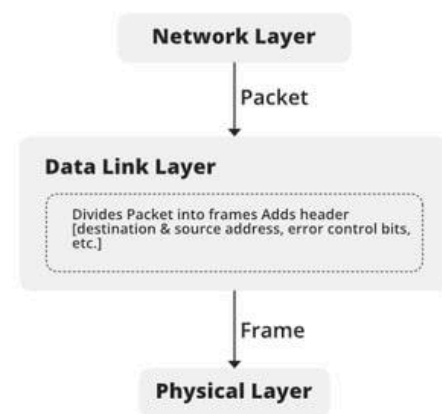 Network Layer
Packet
Data Link Layer
Divides Packet into frames Adds header
[destination & source address, error control bits,
etc.]
Frame
Physical Layer